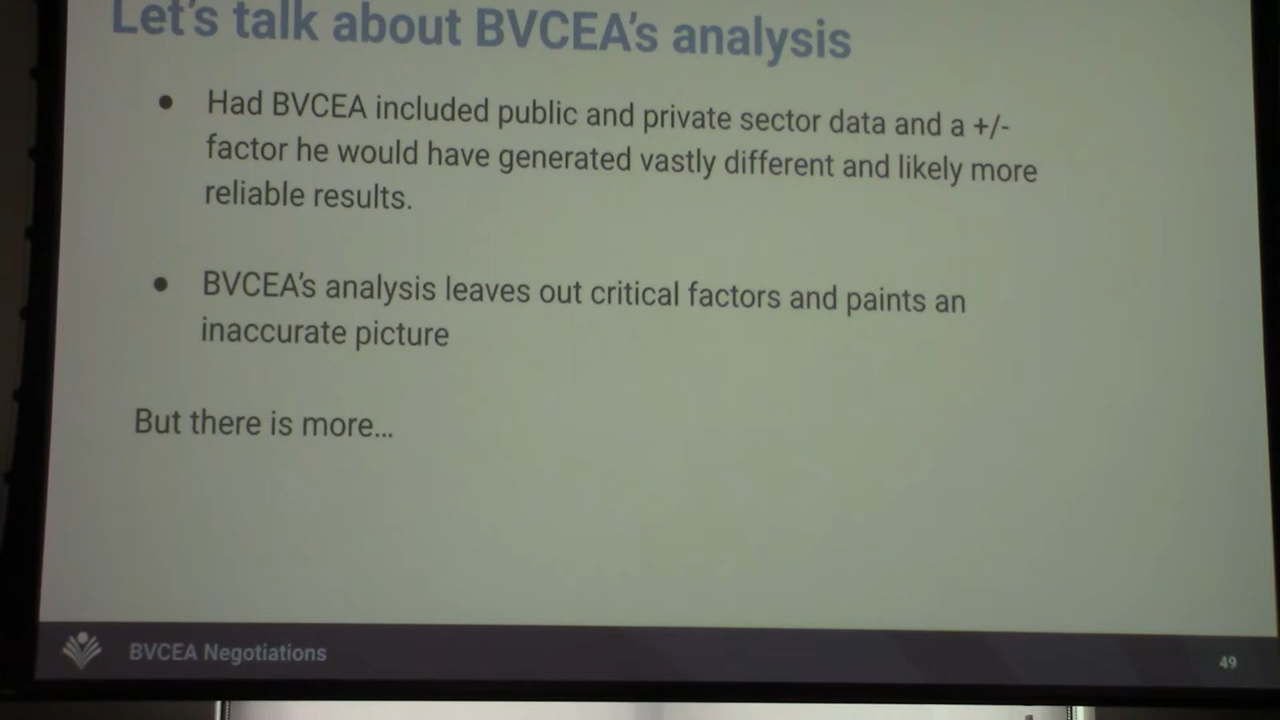 Let's talk about BVCEA's analysis
● Had BVCEA included public and private sector data and a +/-
factor he would have generated vastly different and likely more
reliable results.
● BVCEA's analysis leaves out critical factors and paints an
inaccurate picture
But there is more...
BVCEA Negotiations
49